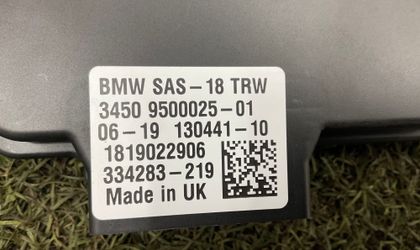 BMW SAS-18 TRW
3450 9500025-01
06-19 130441-10
1819022906
334283-219
Made in UK